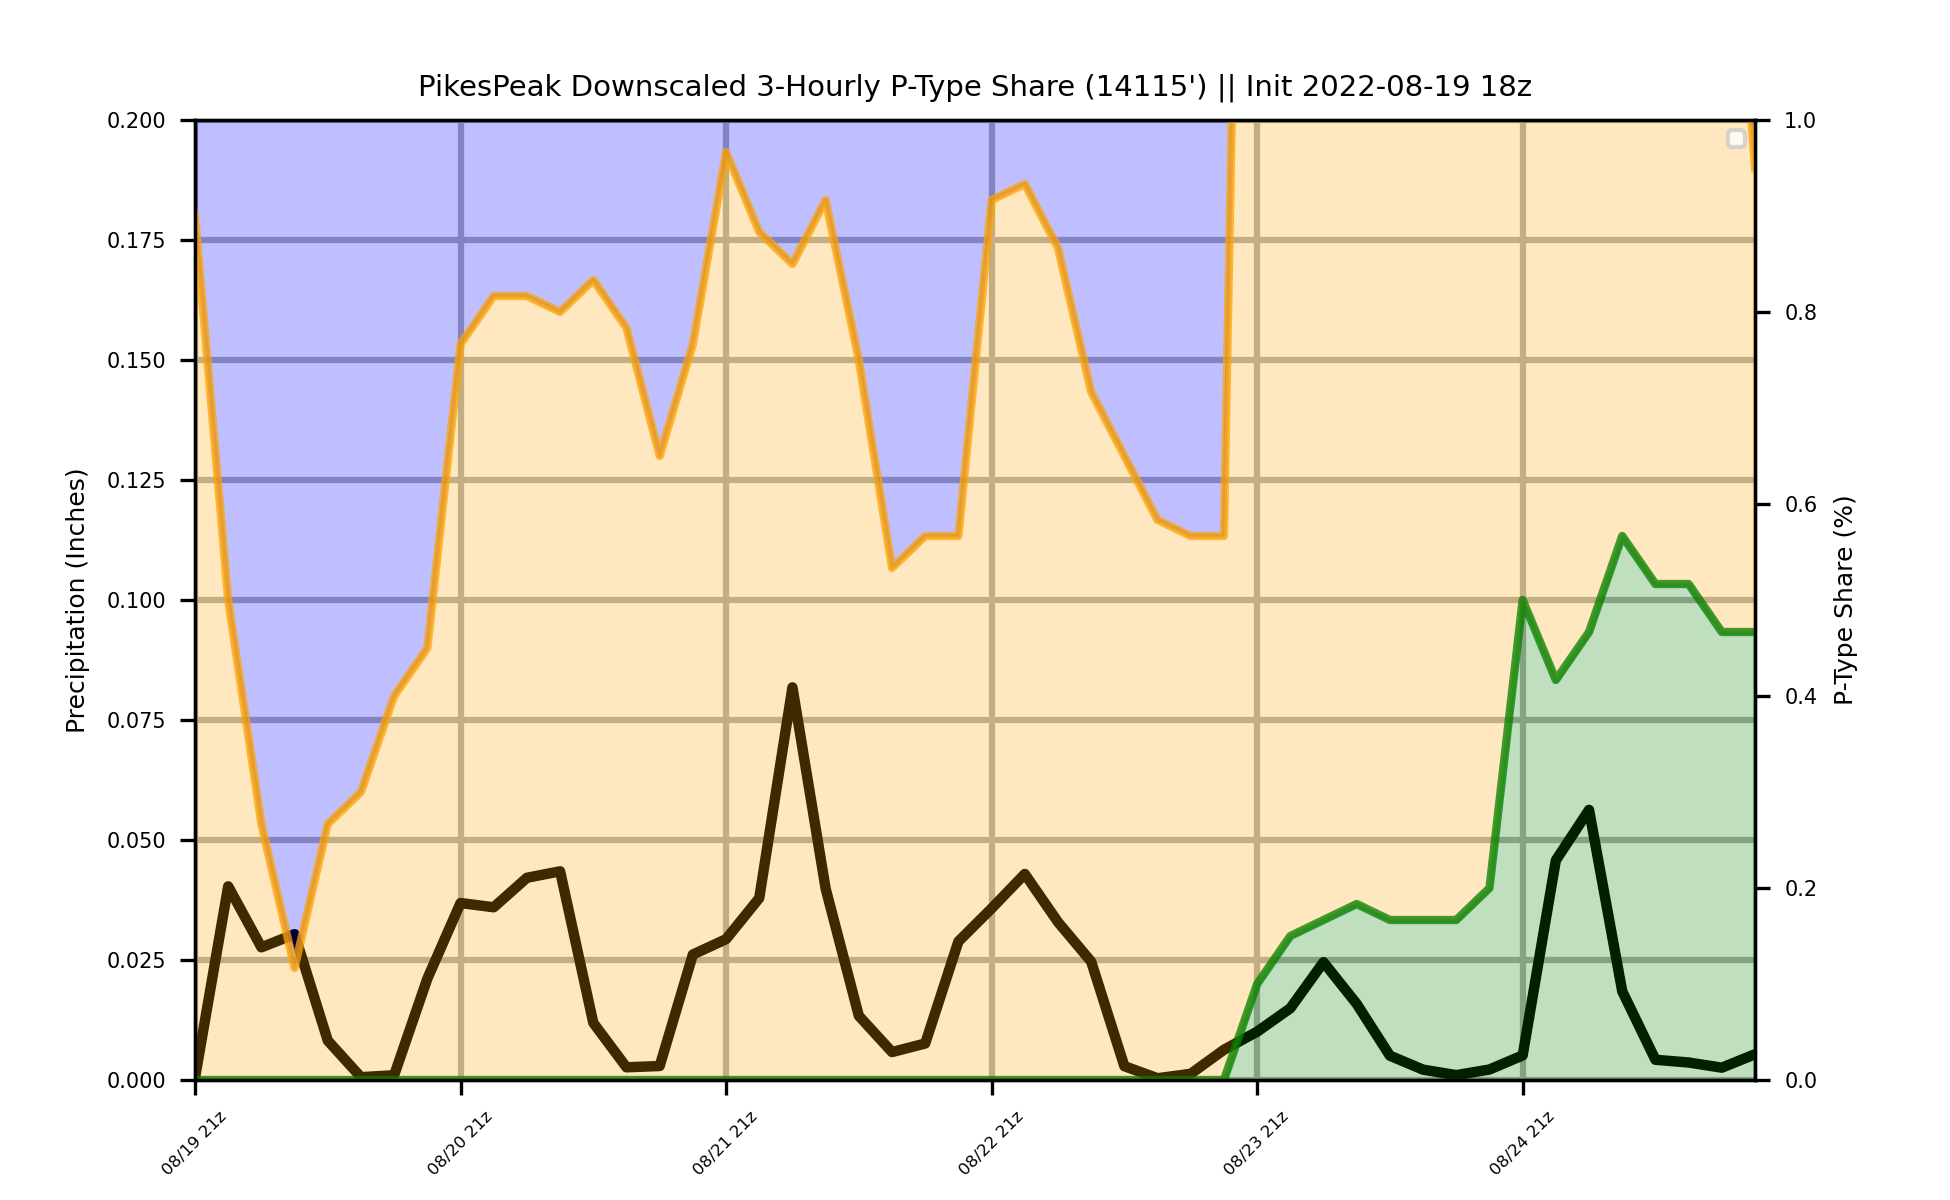 PikesPeak Downscaled 3-Hourly P-Type Share (14115') || Init 2022-08-19 18z
0.200
0.175
0.150
0.125
0.100
0.075
0.050
0.025
0.000
Precipitation (Inches)
1.0
0.8
0.6
0.4
0.2
0.0
P-Type Share (%)
08/19 21z
08/20 21z
08/21 21z
08/22 21z
08/23 21z
08/24 21z